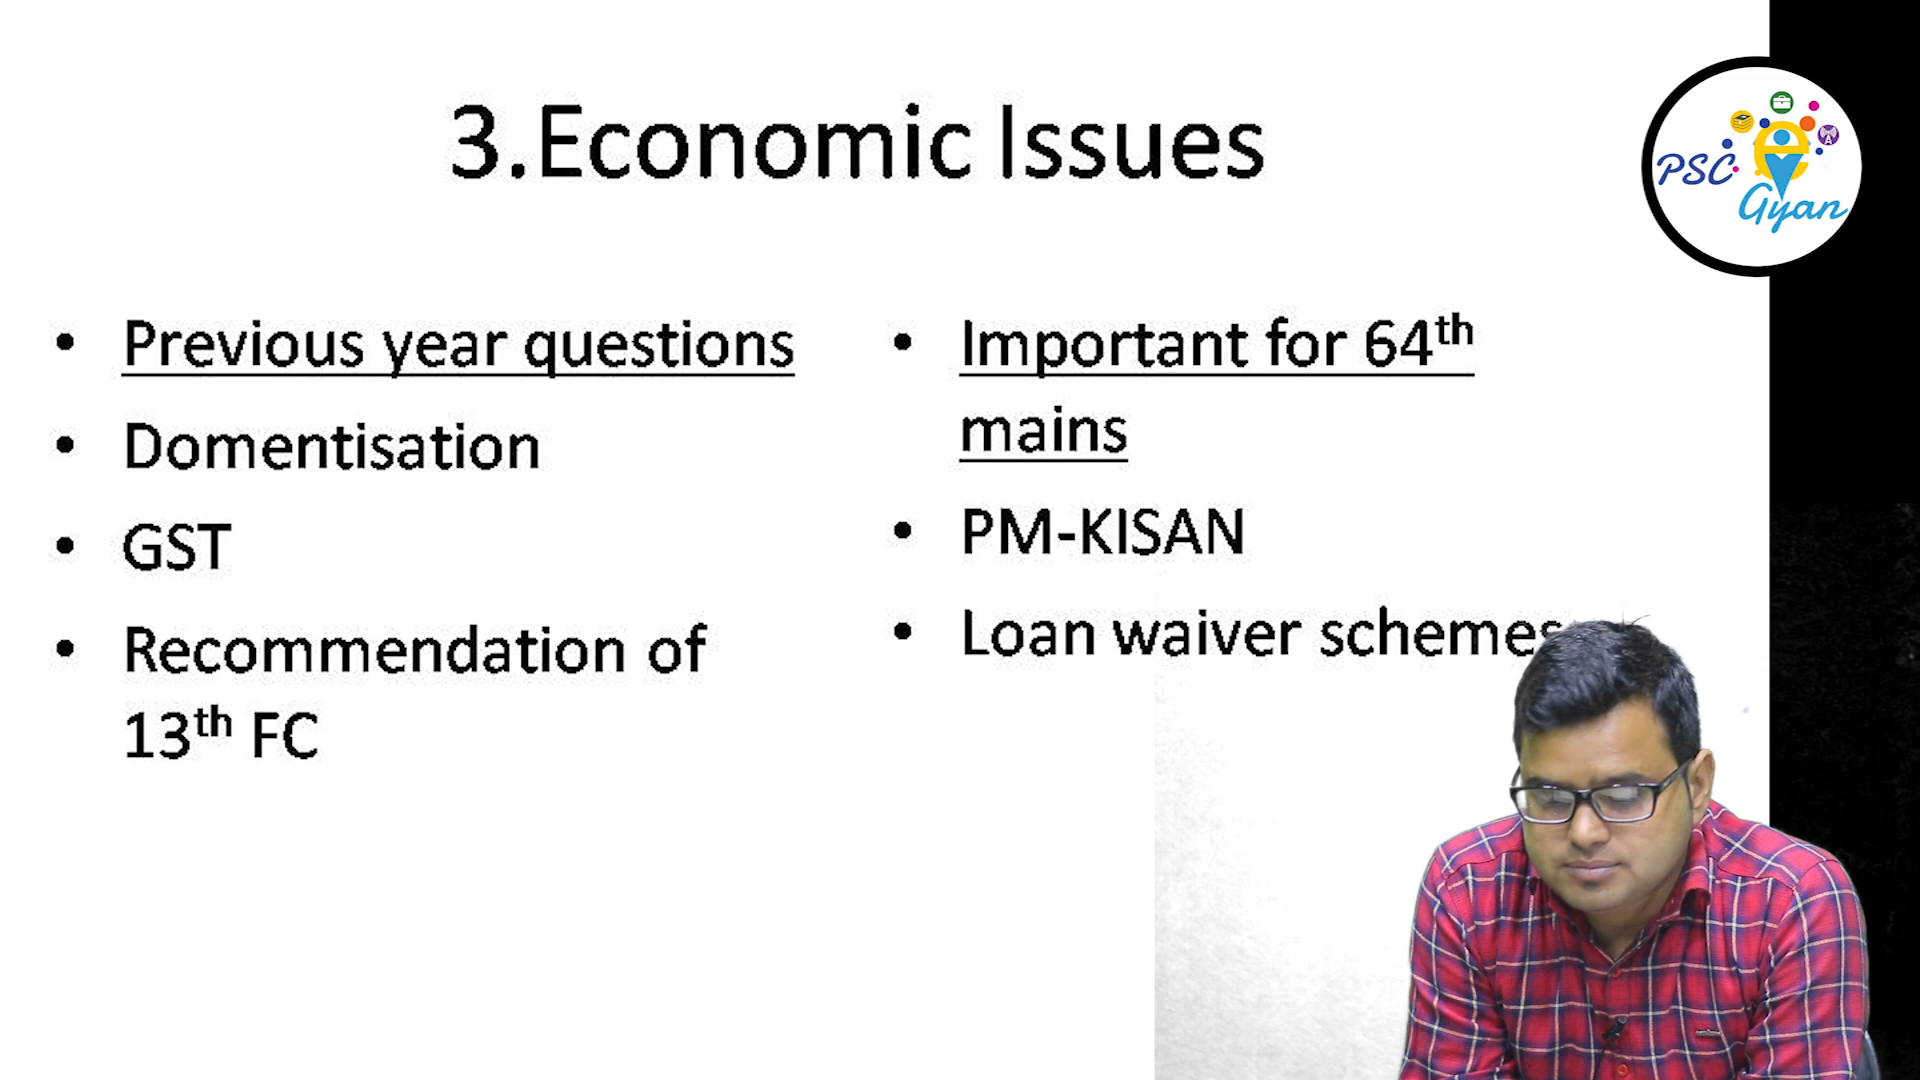 3.Economic Issues
PSC
Gyan
• Previous year questions
• Domentisation
• GST
• Recommendation of
13th FC
• Important for 64th
mains
• PM-KISAN
• Loan waiver schemes